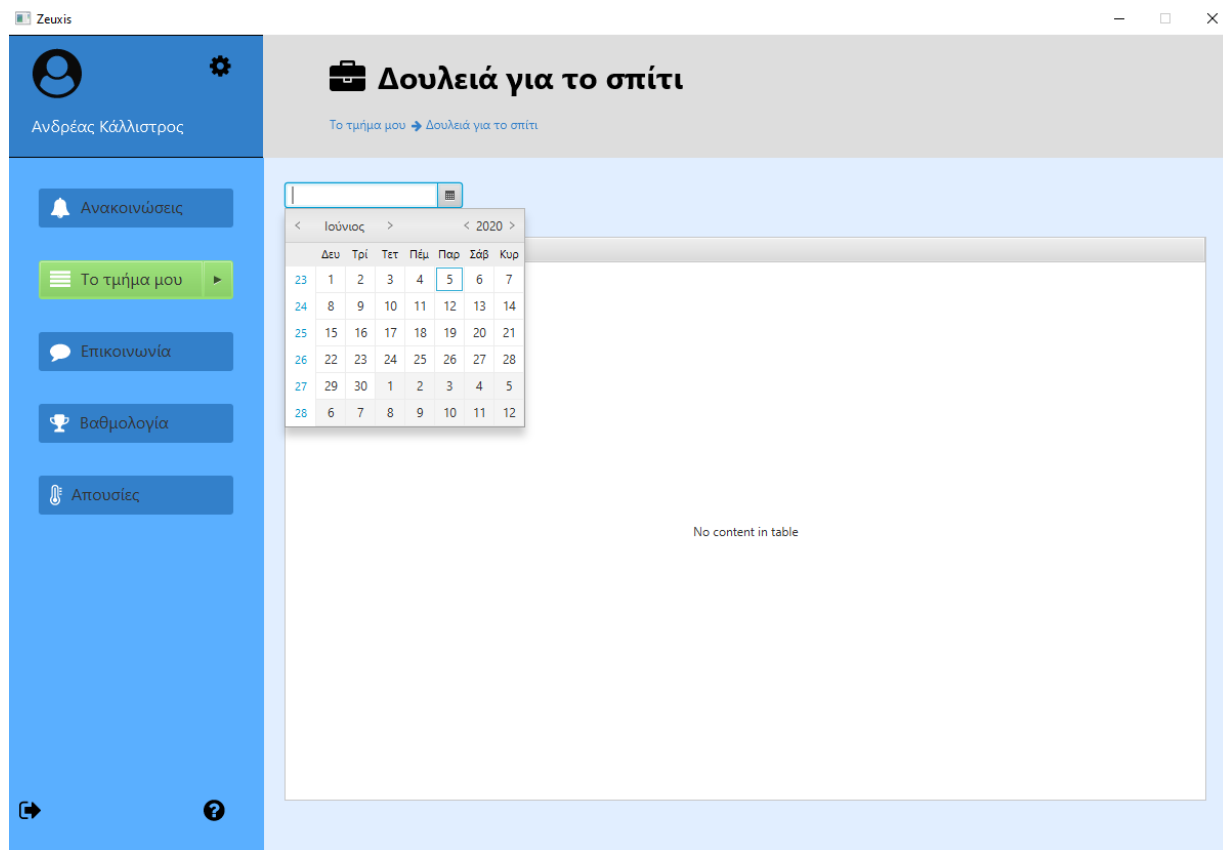 Zeuxis
Ανδρέας Κάλλιστρος
Δουλειά για το σπίτι
Το τμήμα μου Δουλειά για το σπίτι
Ανακοινώσεις
Το τμήμα μου
Επικοινωνία
Βαθμολογία
Απουσίες
< Ιούνιος > < 2020 >
Δευ Τρί Τετ Πέμ Παρ Σάβ Κυρ
23 1 2 3 4 5 6 7
24 8 9 10 11 12 13 14
25 15 16 17 18 19 20 21
26 22 23 24 25 26 27 28
27 29 30 1 2 3 4 5
28 6 7 8 9 10 11 12
No content in table